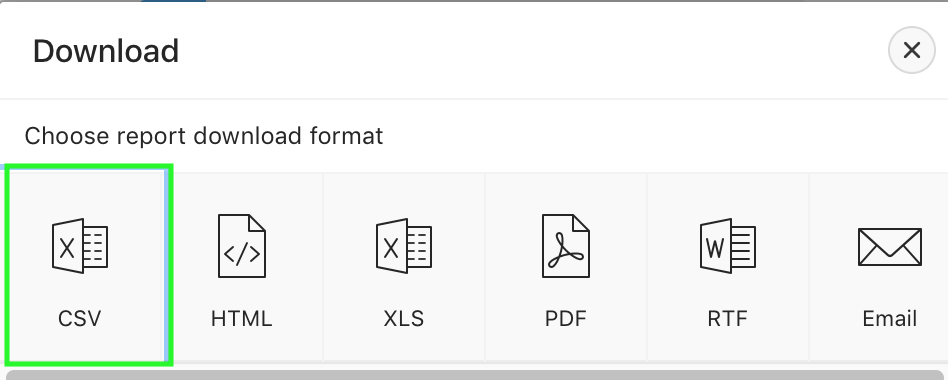 Download
Choose report download format
X
</>
X
W
CSV
HTML
XLS
PDF
RTF
Email